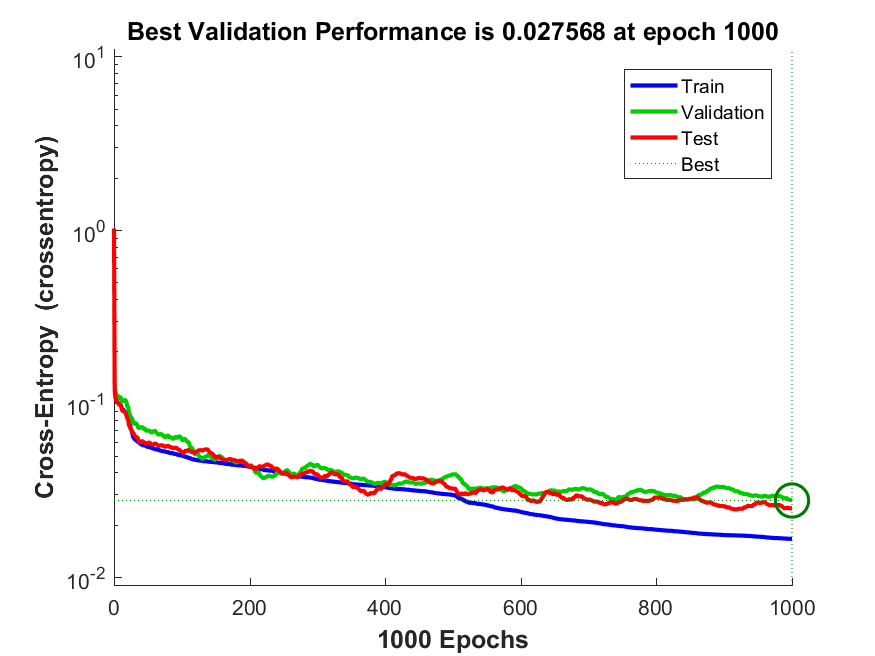 Best Validation Performance is 0.027568 at epoch 1000
Cross-Entropy (crossentropy)
10^1
10^0
10^-1
10^-2
Train
Validation
Test
Best
0
200
400
600
800
1000
1000 Epochs